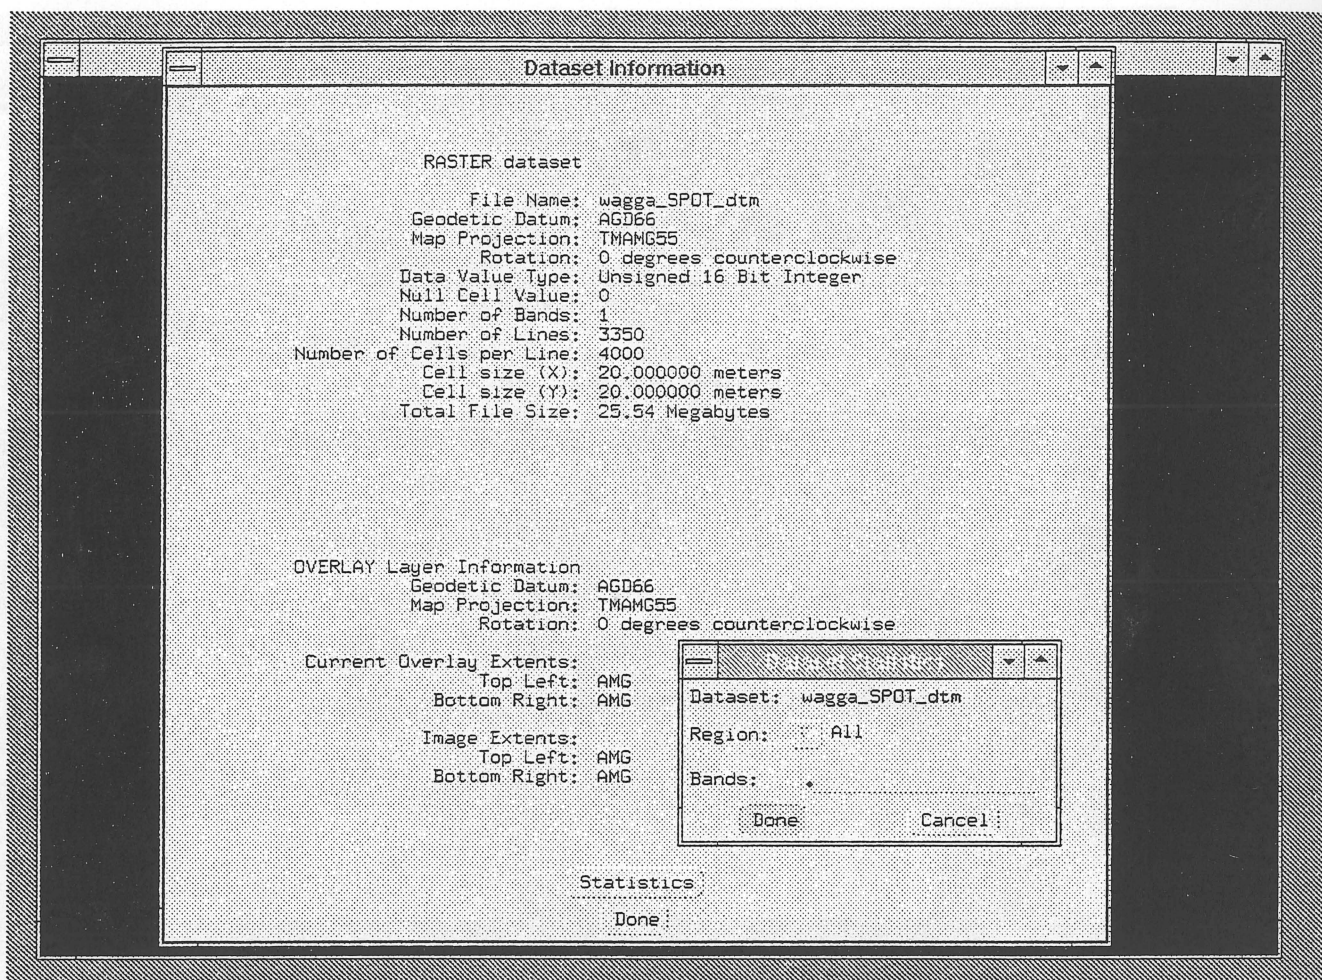 Dataset Information
RASTER dataset
File Name: wagga_SPOT_dtm
Geodetic Datum: AGD66
Map Projection: TMAMG55
Rotation: 0 degrees counterclockwise
Data Value Type: Unsigned 16 Bit Integer
Null Cell Value: 0
Number of Bands: 1
Number of Lines: 3350
Number of Cells per Line: 4000
Cell size (X): 20.000000 meters
Cell size (Y): 20.000000 meters
Total File Size: 25.54 Megabytes
OVERLAY Layer Information
Geodetic Datum: AGD66
Map Projection: TMAMG55
Rotation: 0 degrees counterclockwise
Current Overlay Extents:
Top Left: AMG
Bottom Right: AMG
Image Extents:
Top Left: AMG
Bottom Right: AMG
Dataset Statistics
Dataset: wagga_SPOT_dtm
Region: All
Bands:
Done Cancel
Statistics
Done